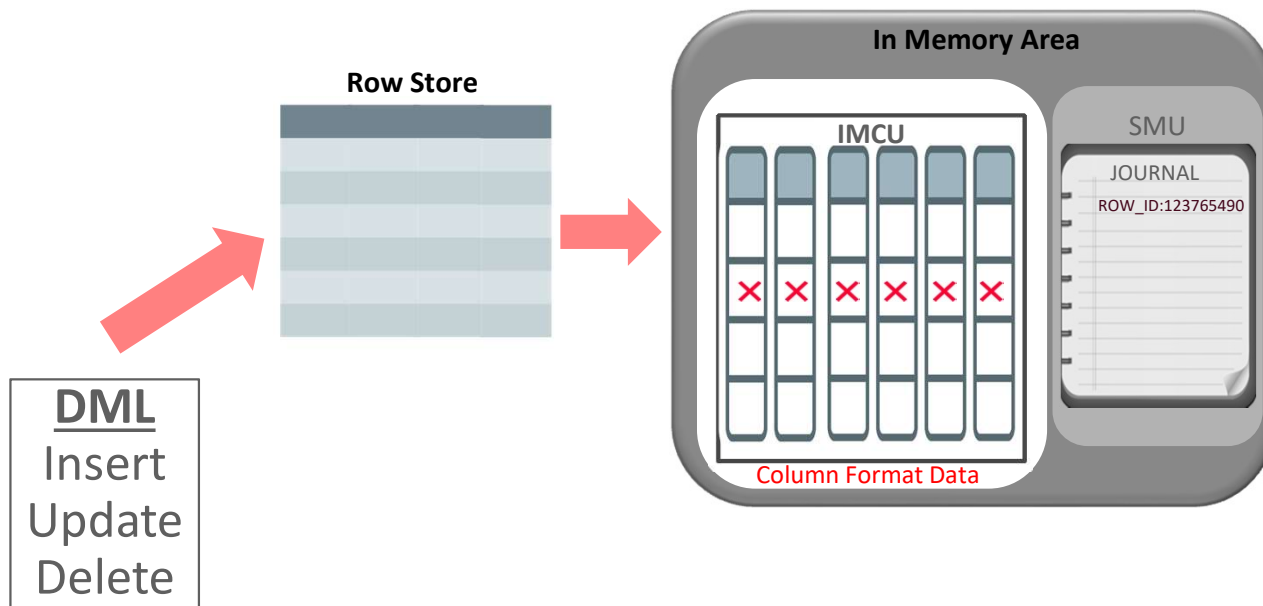 In Memory Area
Row Store
IMCU
SMU
JOURNAL
ROW_ID:123765490
Column Format Data
DML
Insert
Update
Delete